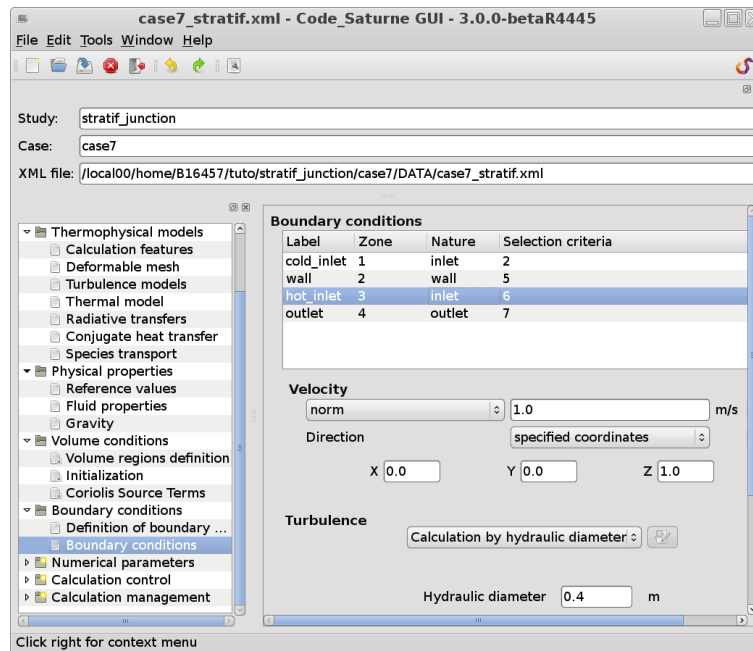 case7_stratif.xml - Code_Saturne GUI - 3.0.0-betaR4445
File Edit Tools Window Help
Study: stratif_junction
Case: case7
XML file: /local00/home/B16457/tuto/stratif_junction/case7/DATA/case7_stratif.xml
Thermophysical models
Calculation features
Deformable mesh
Turbulence models
Thermal model
Radiative transfers
Conjugate heat transfer
Species transport
Physical properties
Reference values
Fluid properties
Gravity
Volume conditions
Volume regions definition
Initialization
Coriolis Source Terms
Boundary conditions
Definition of boundary ...
Boundary conditions
Numerical parameters
Calculation control
Calculation management
Boundary conditions
Label Zone Nature Selection criteria
cold_inlet 1 inlet 2
wall 2 wall 5
hot_inlet 3 inlet 6
outlet 4 outlet 7
Velocity
norm 1.0 m/s
Direction specified coordinates
X 0.0 Y 0.0 Z 1.0
Turbulence
Calculation by hydraulic diameter
Hydraulic diameter 0.4 m
Click right for context menu